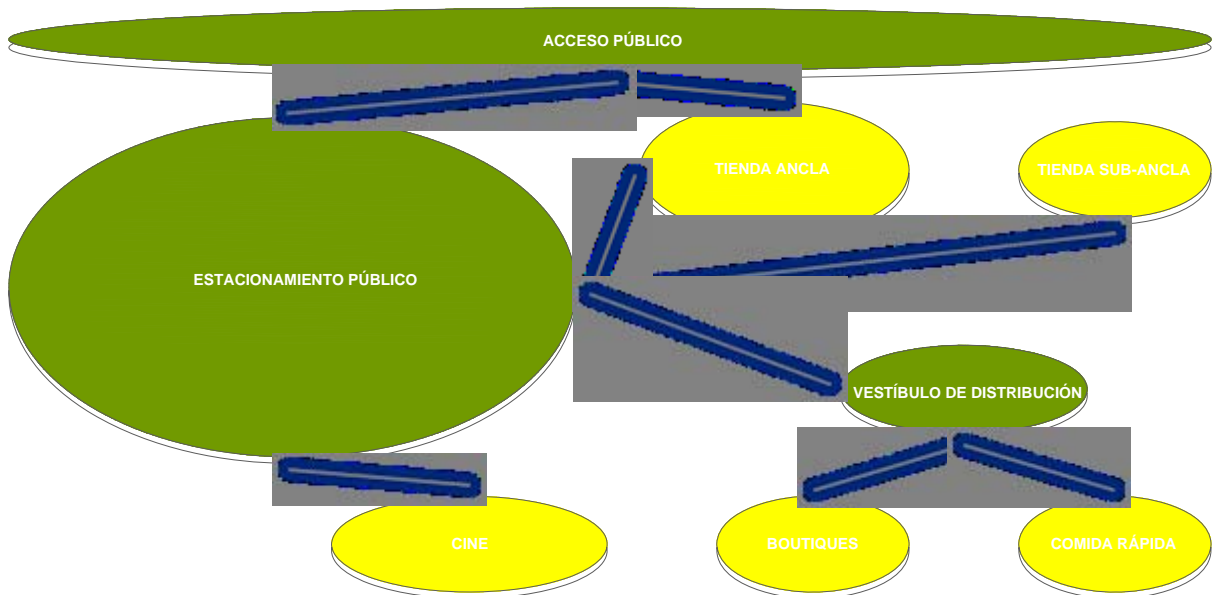 ACCESO PÚBLICO
TIENDA ANCLA
TIENDA SUB-ANCLA
ESTACIONAMIENTO PÚBLICO
VESTÍBULO DE DISTRIBUCIÓN
CINE
BOUTIQUES
COMIDA RÁPIDA